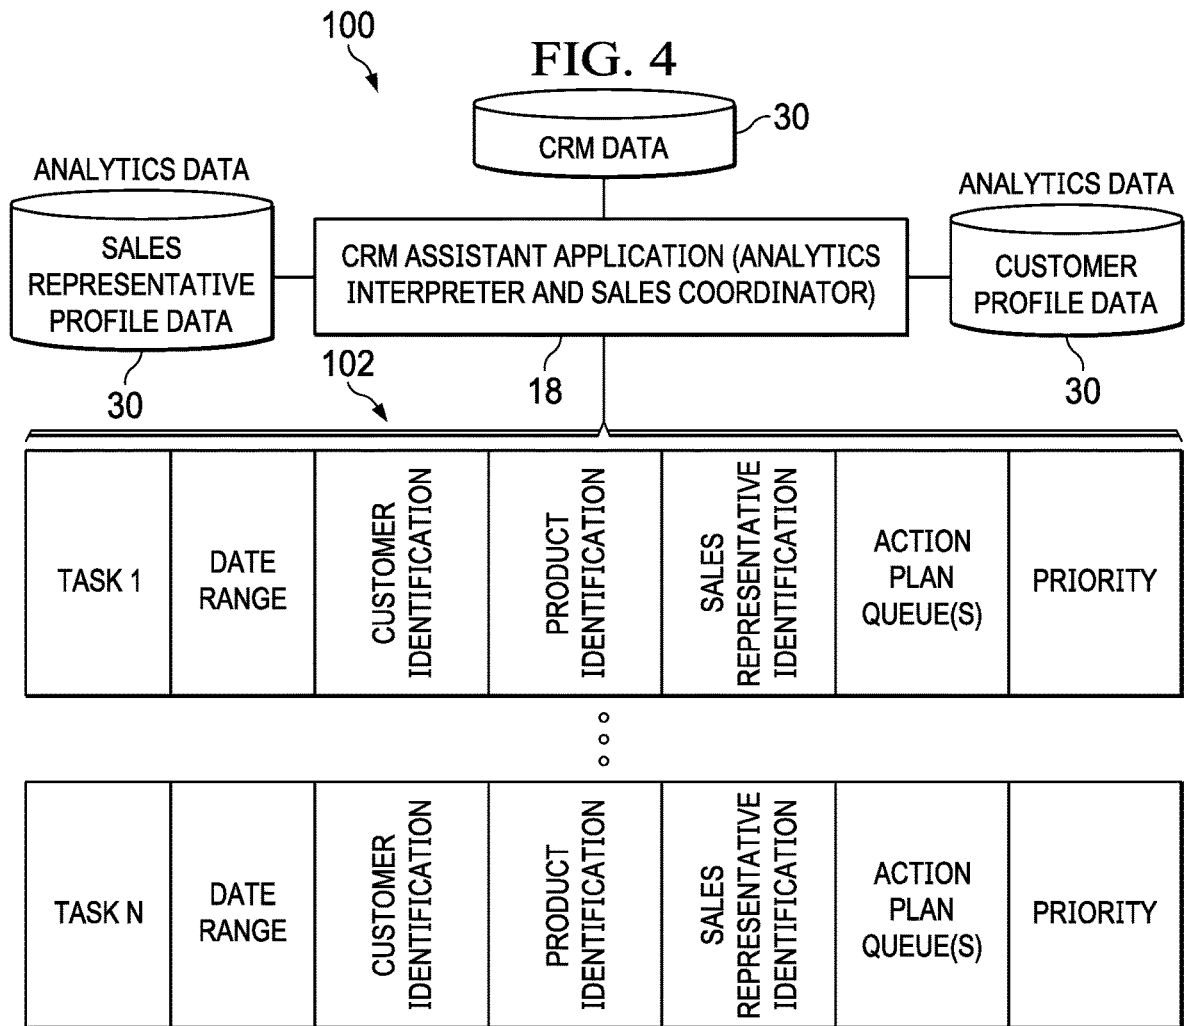 100
FIG. 4
CRM DATA
30
ANALYTICS DATA
SALES
REPRESENTATIVE
PROFILE DATA
30
CRM ASSISTANT APPLICATION (ANALYTICS
INTERPRETER AND SALES COORDINATOR)
18
ANALYTICS DATA
CUSTOMER
PROFILE DATA
30
102
TASK 1
DATE
RANGE
CUSTOMER
IDENTIFICATION
PRODUCT
IDENTIFICATION
SALES
REPRESENTATIVE
IDENTIFICATION
ACTION
PLAN
QUEUE(S)
PRIORITY
TASK N
DATE
RANGE
CUSTOMER
IDENTIFICATION
PRODUCT
IDENTIFICATION
SALES
REPRESENTATIVE
IDENTIFICATION
ACTION
PLAN
QUEUE(S)
PRIORITY